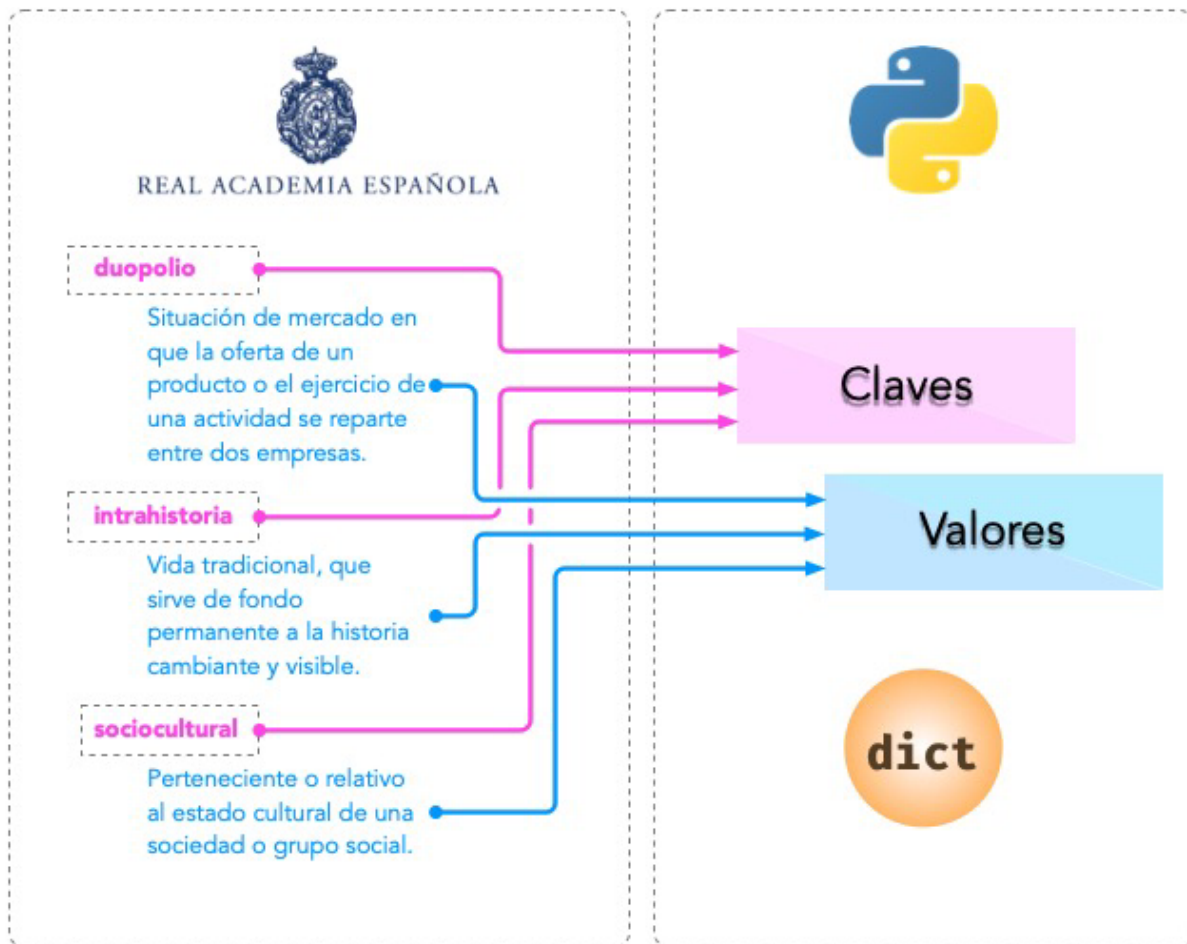 REAL ACADEMIA ESPAÑOLA
duopolio
Situación de mercado en
que la oferta de un
producto o el ejercicio de
una actividad se reparte
entre dos empresas.
intrahistoria
Vida tradicional, que
sirve de fondo
permanente a la historia
cambiante y visible.
sociocultural
Perteneciente o relativo
al estado cultural de una
sociedad o grupo social.
Claves
Valores
dict